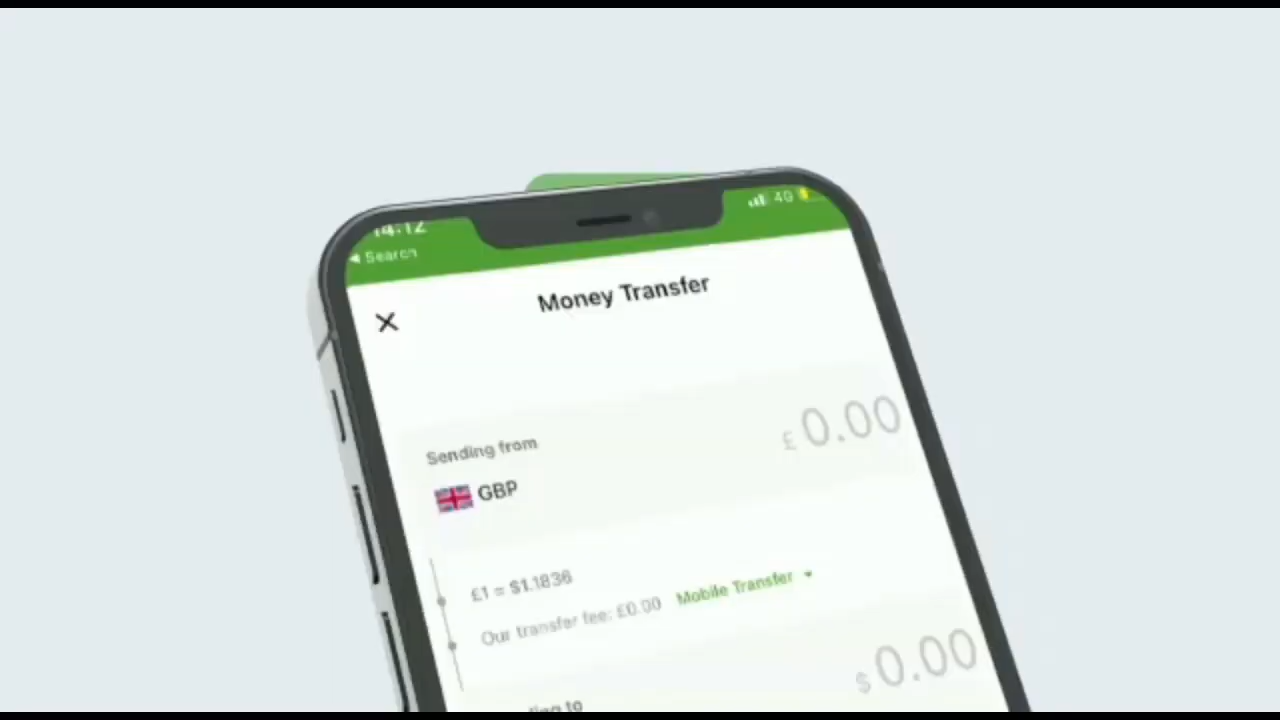 14:12
4G
◀ Search
Money Transfer
Sending from
£ 0.00
GBP
£1 = $1.1836
Our transfer fee: £0.00 Mobile Transfer
$ 0.00
to